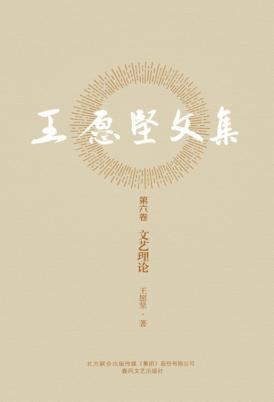 王愿坚文集
第六卷 文艺理论
王愿坚·著
北方联合出版传媒（集团）股份有限公司
春风文艺出版社